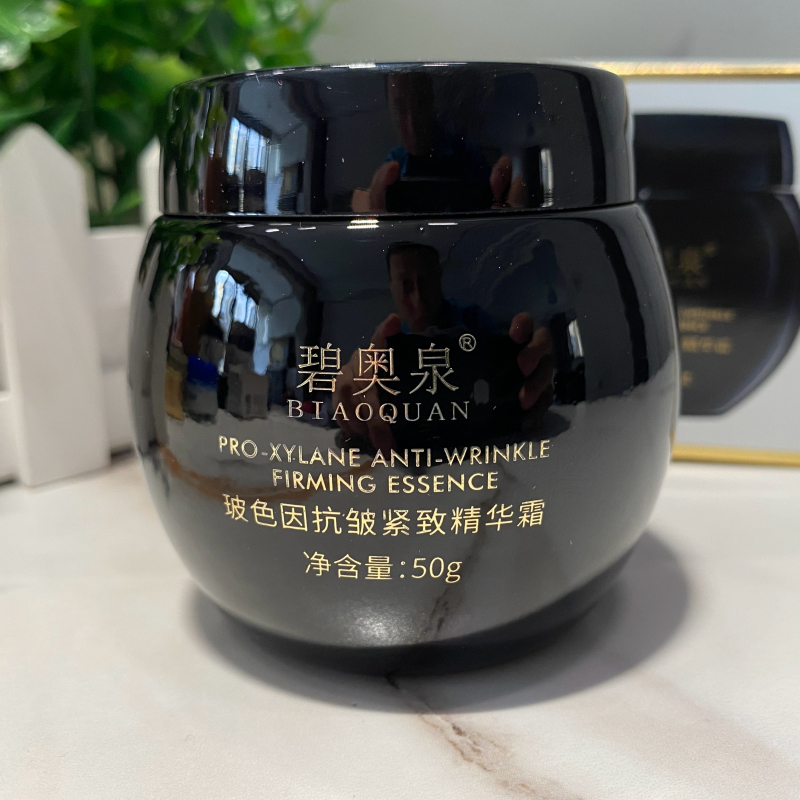 碧奥泉®
BIAOQUAN
PRO-XYLANE ANTI-WRINKLE
FIRMING ESSENCE
玻色因抗皱紧致精华霜
净含量:50g